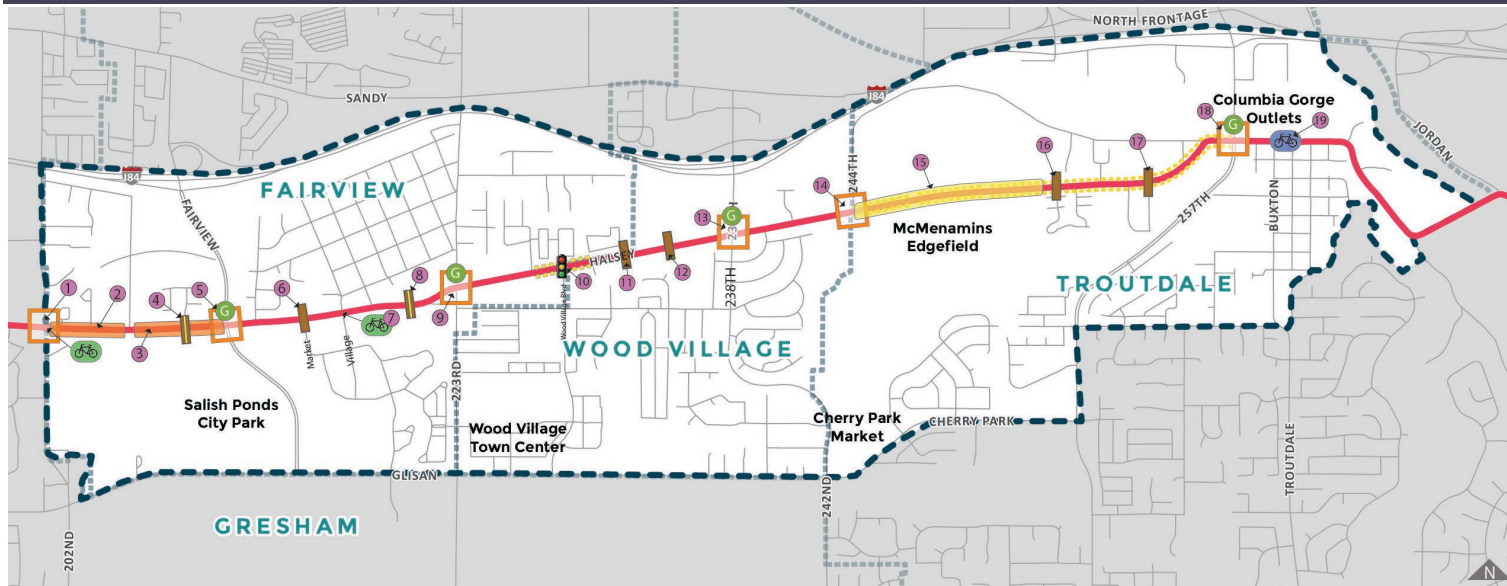 NORTH FRONTAGE
SANDY
184
Columbia Gorge
Outlets
18
G
19
JORDAN
184
FAIRVIEW
FAIRVIEW
244TH
15
16
17
14
13
G
McMenamins
Edgefield
257TH
BUXTON
TROUTDALE
HALSEY
10
11
12
238TH
Wood Village Blvd
WOOD VILLAGE
1
2
3
4
5
G
6
7
8
9
G
Market
Village
223RD
Salish Ponds
City Park
Wood Village
Town Center
Cherry Park
Market
CHERRY PARK
GLISAN
242ND
TROUTDALE
GRESHAM
202ND
N